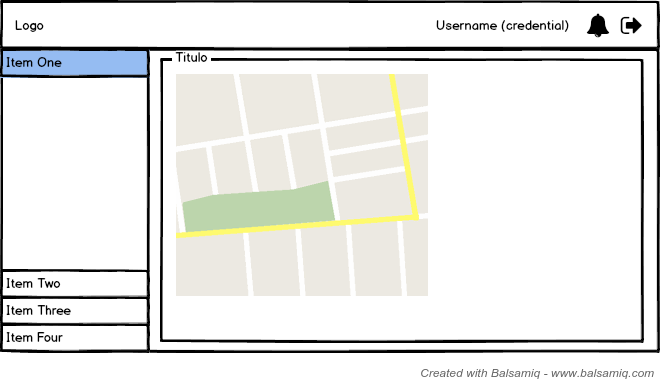 Logo
Username (credential)
Item One
Titulo
Item Two
Item Three
Item Four
Created with Balsamiq - www.balsamiq.com